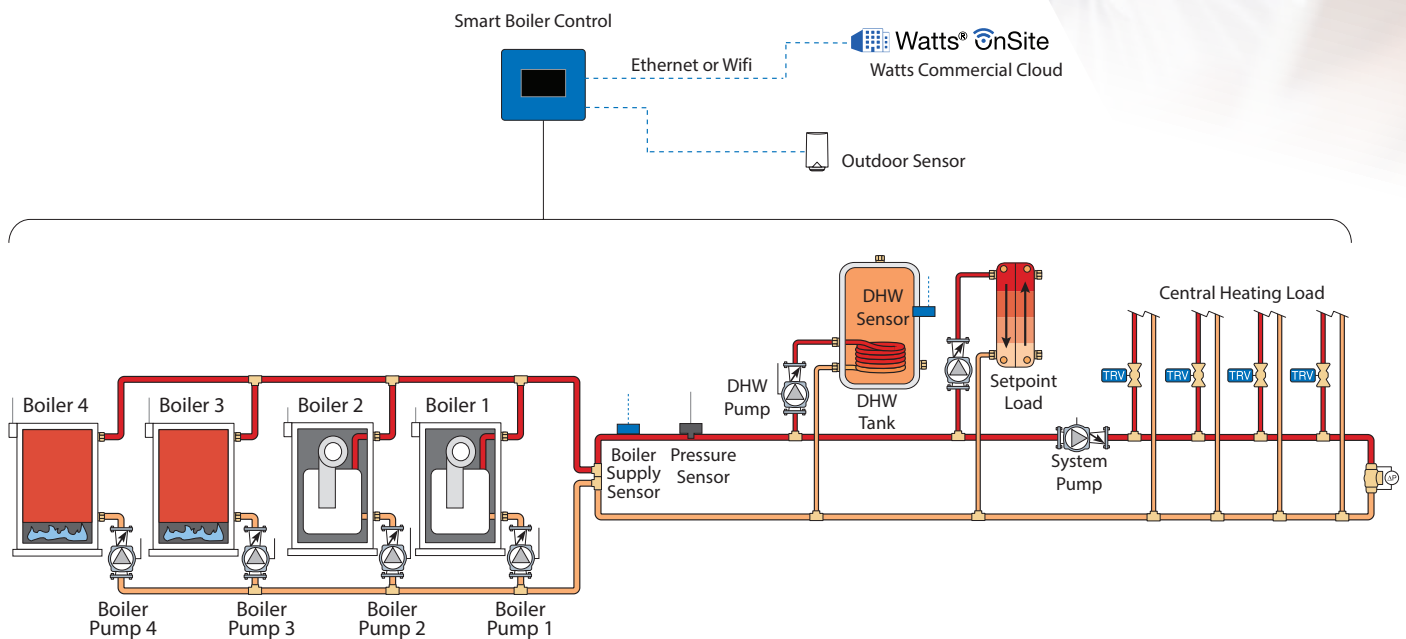 Smart Boiler Control
Ethernet or Wifi
Watts® OnSite
Watts Commercial Cloud
Outdoor Sensor
Boiler 4
Boiler 3
Boiler 2
Boiler 1
Boiler
Pump 4
Boiler
Pump 3
Boiler
Pump 2
Boiler
Pump 1
Boiler
Supply
Sensor
Pressure
Sensor
DHW
Pump
DHW
Sensor
DHW
Tank
Setpoint
Load
System
Pump
Central Heating Load
TRV
TRV
TRV
TRV
ΔP